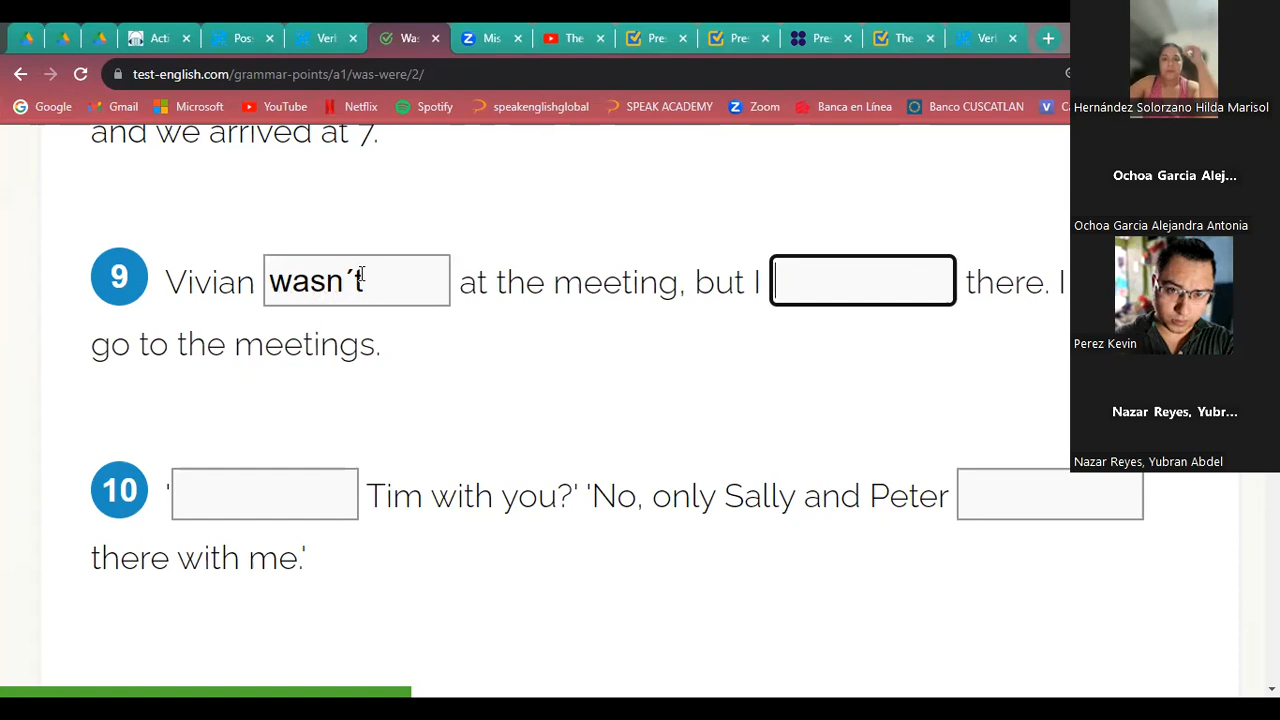 Acti
Pos
Verl
Was
Mis
The
Pre
Pre
Pre
The
Verl
test-english.com/grammar-points/a1/was-were/2/
Google
Gmail
Microsoft
YouTube
Netflix
Spotify
speakenglishglobal
SPEAK ACADEMY
Zoom
Banca en Línea
Banco CUSCATLAN
and we arrived at 7.
9 Vivian wasn´t at the meeting, but I there. I
go to the meetings.
10 ' Tim with you?' 'No, only Sally and Peter
there with me.'
Hernández Solorzano Hilda Marisol
Ochoa Garcia Alej...
Ochoa Garcia Alejandra Antonia
Perez Kevin
Nazar Reyes, Yubr...
Nazar Reyes, Yubran Abdel